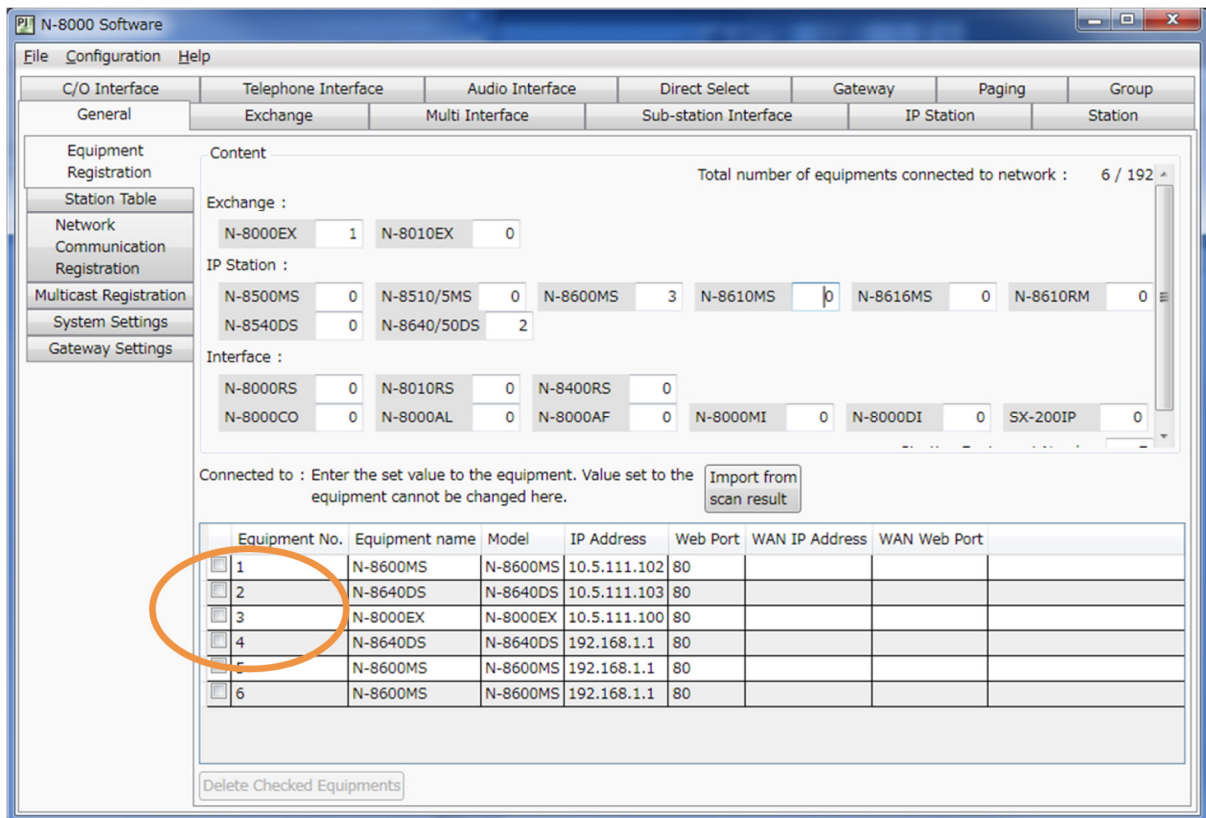 N-8000 Software
File Configuration Help
C/O Interface Telephone Interface Audio Interface Direct Select Gateway Paging Group
General Exchange Multi Interface Sub-station Interface IP Station Station
Equipment
Registration
Station Table
Network
Communication
Registration
Multicast Registration
System Settings
Gateway Settings
Content
Total number of equipments connected to network : 6 / 192
Exchange :
N-8000EX 1 N-8010EX 0
IP Station :
N-8500MS 0 N-8510/5MS 0 N-8600MS 3 N-8610MS 0 N-8616MS 0 N-8610RM 0
N-8540DS 0 N-8640/50DS 2
Interface :
N-8000RS 0 N-8010RS 0 N-8400RS 0
N-8000CO 0 N-8000AL 0 N-8000AF 0 N-8000MI 0 N-8000DI 0 SX-200IP 0
Connected to : Enter the set value to the equipment. Value set to the
equipment cannot be changed here.
Import from
scan result
Equipment No. Equipment name Model IP Address Web Port WAN IP Address WAN Web Port
1 N-8600MS N-8600MS 10.5.111.102 80
2 N-8640DS N-8640DS 10.5.111.103 80
3 N-8000EX N-8000EX 10.5.111.100 80
4 N-8640DS N-8640DS 192.168.1.1 80
5 N-8600MS N-8600MS 192.168.1.1 80
6 N-8600MS N-8600MS 192.168.1.1 80
Delete Checked Equipments